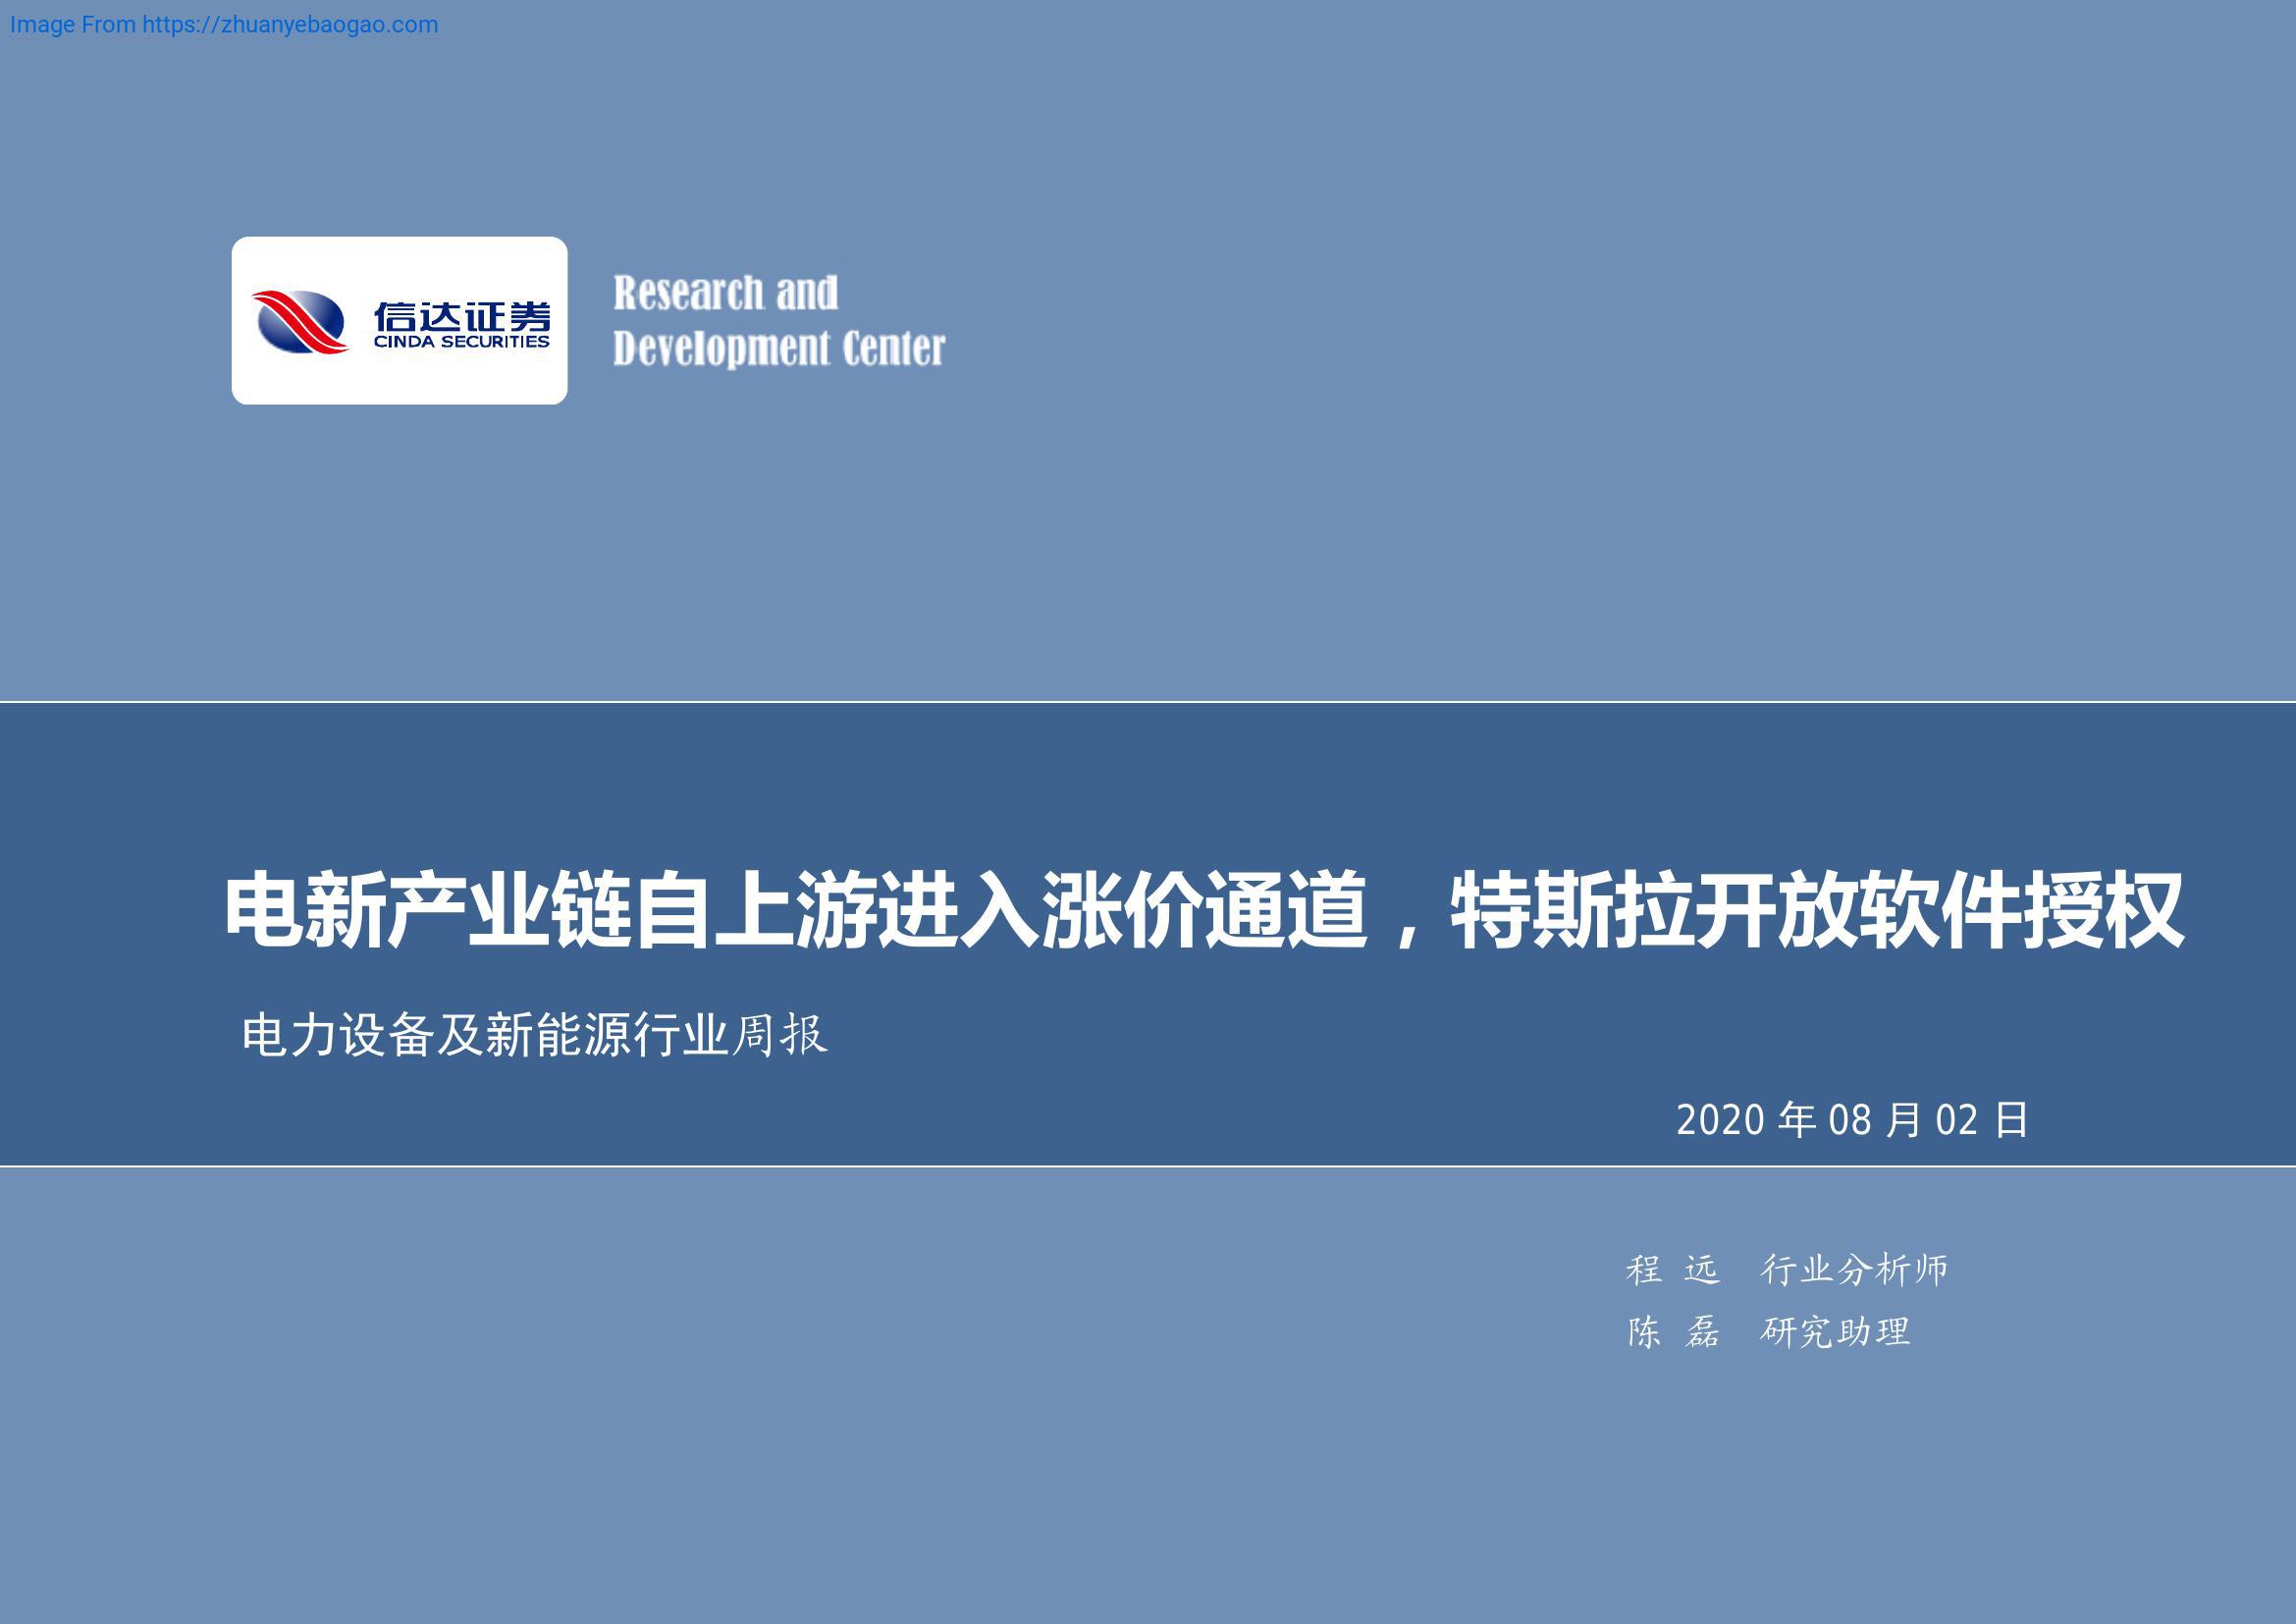 Image From https://zhuanyebaogao.com
信达证券
CINDA SECURITIES
Research and
Development Center
电新产业链自上游进入涨价通道，特斯拉开放软件授权
电力设备及新能源行业周报
2020 年 08 月 02 日
程 远 行业分析师
陈 磊 研究助理